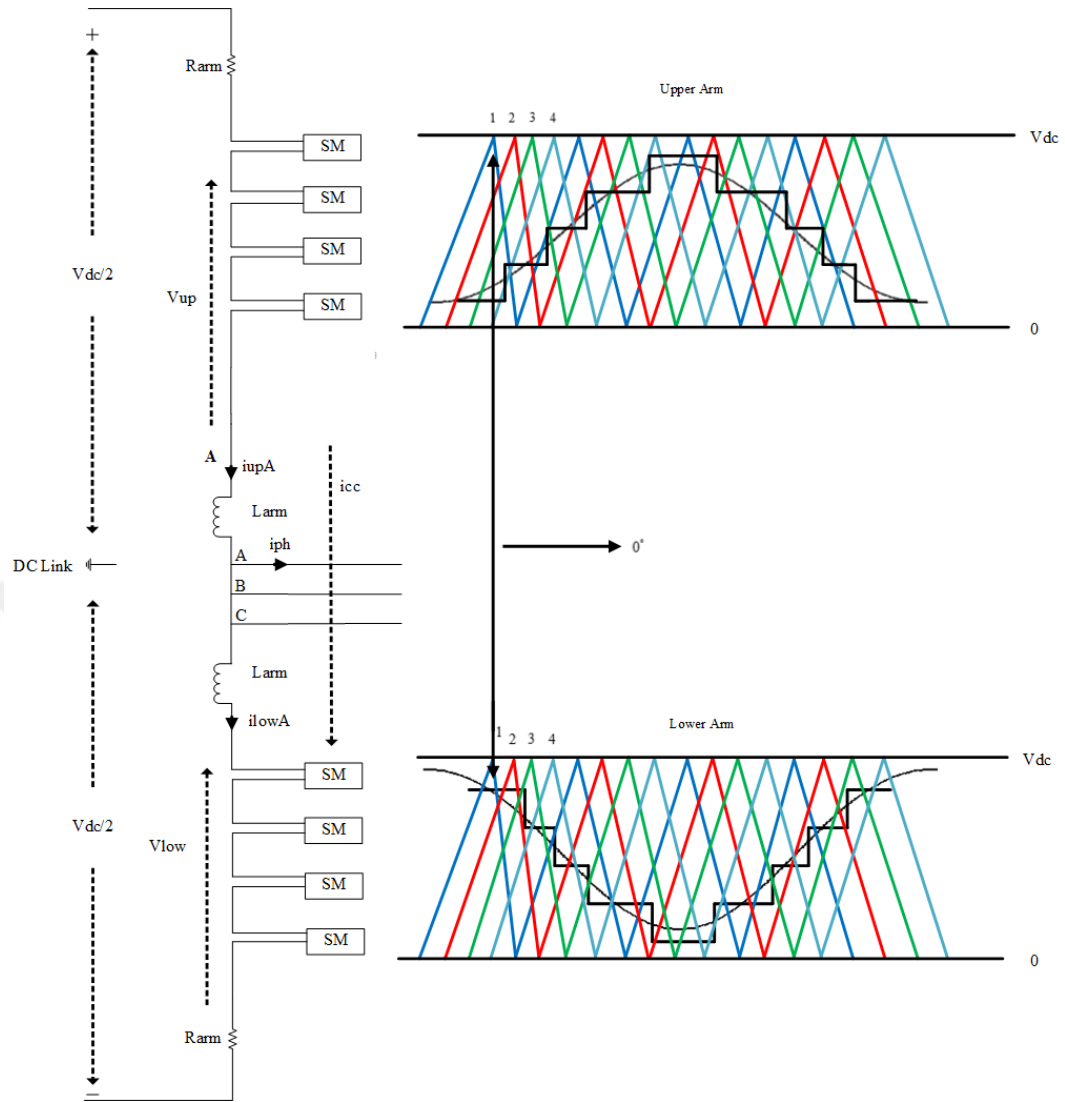 +
Rarm
SM
SM
SM
SM
Vdc/2
Vup
A
iupA
Larm
icc
iph
A
DC Link
B
C
Larm
ilowA
SM
SM
SM
SM
Vdc/2
Vlow
Rarm
−
Upper Arm
1 2 3 4
Vdc
0
0°
Lower Arm
1 2 3 4
Vdc
0